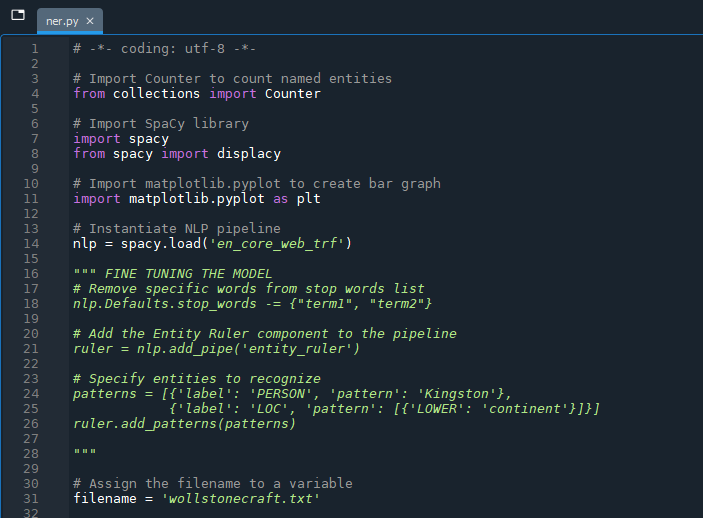 ner.py ×
1 # -*- coding: utf-8 -*-
2
3 # Import Counter to count named entities
4 from collections import Counter
5
6 # Import SpaCy library
7 import spacy
8 from spacy import displacy
9
10 # Import matplotlib.pyplot to create bar graph
11 import matplotlib.pyplot as plt
12
13 # Instantiate NLP pipeline
14 nlp = spacy.load('en_core_web_trf')
15
16 """ FINE TUNING THE MODEL
17 # Remove specific words from stop words list
18 nlp.Defaults.stop_words -= {"term1", "term2"}
19
20 # Add the Entity Ruler component to the pipeline
21 ruler = nlp.add_pipe('entity_ruler')
22
23 # Specify entities to recognize
24 patterns = [{'label': 'PERSON', 'pattern': 'Kingston'},
25             {'label': 'LOC', 'pattern': [{'LOWER': 'continent'}]}]
26 ruler.add_patterns(patterns)
27
28 """
29
30 # Assign the filename to a variable
31 filename = 'wollstonecraft.txt'
32